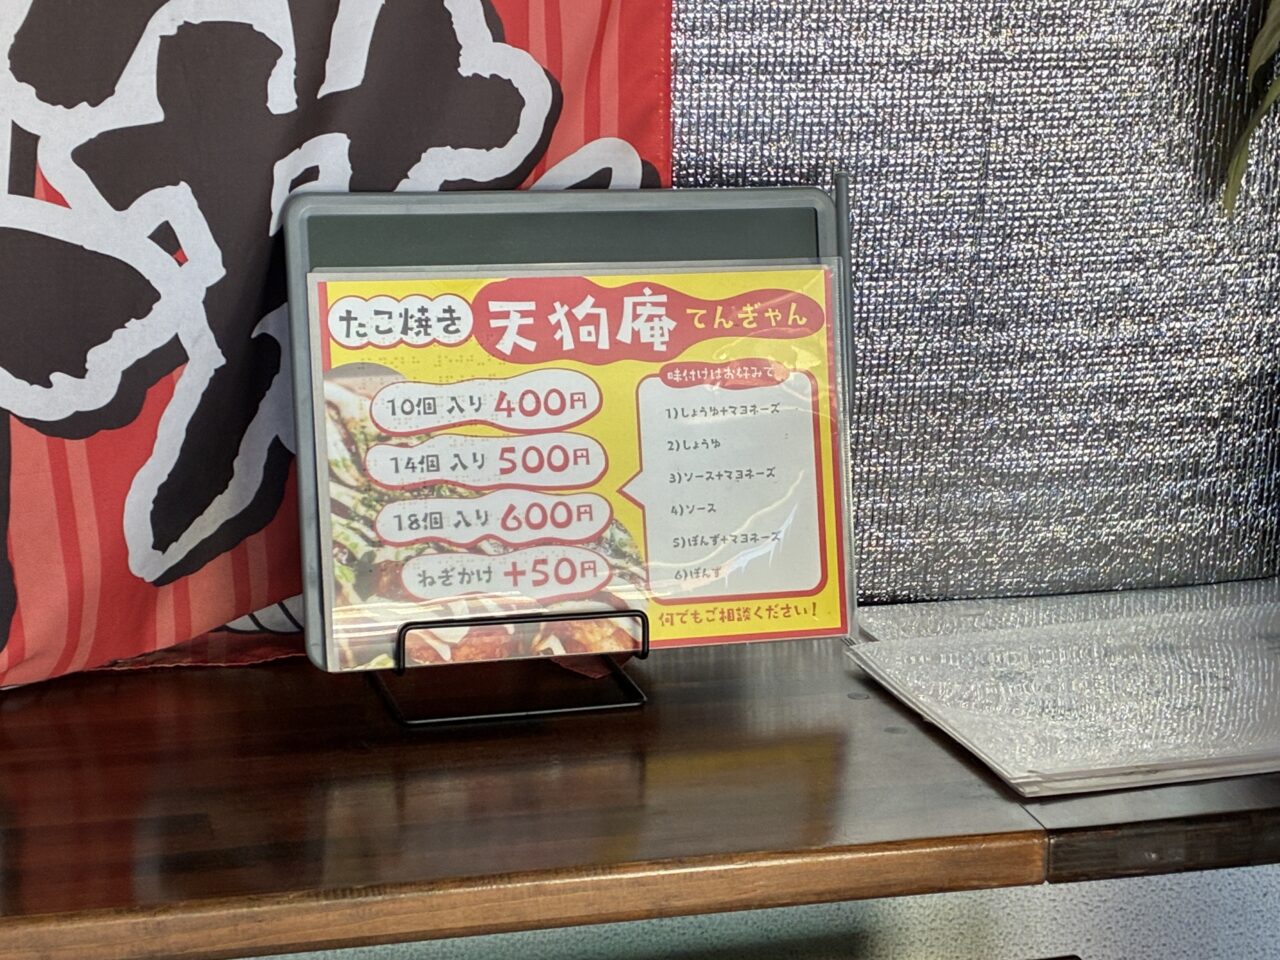 たこ焼き 天狗庵 てんぎゃん
10個入り 400円
14個入り 500円
18個入り 600円
ねぎかけ +50円
味付けはお好みで
1)しょうゆ+マヨネーズ
2)しょうゆ
3)ソース+マヨネーズ
4)ソース
5)ぽんず+マヨネーズ
6)ぽんず
何でもご相談ください!